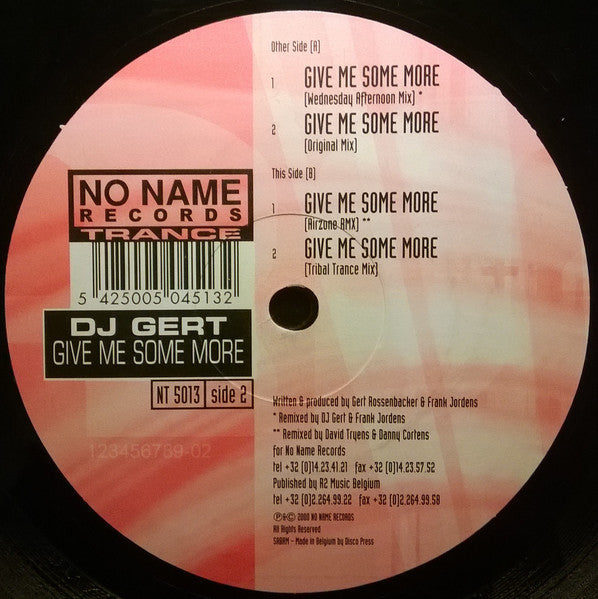 NO NAME
RECORDS
TRANCE
5 425005 045132
DJ GERT
GIVE ME SOME MORE
NT 5013 side 2
123456789-02
Other Side [A]
1 GIVE ME SOME MORE
[Wednesday Afternoon Mix] *
2 GIVE ME SOME MORE
[Original Mix]
This Side [B]
1 GIVE ME SOME MORE
[Airzone RMX] **
2 GIVE ME SOME MORE
[Tribal Trance Mix]
Written & produced by Gert Rossenbacker & Frank Jordens
* Remixed by DJ Gert & Frank Jordens
** Remixed by David Tryens & Danny Cortens
for No Name Records
tel +32 [0]14.23.41.21 fax +32 [0]14.23.57.52
Published by R2 Music Belgium
tel +32 [0]2.264.99.22 fax +32 [0]2.264.99.58
℗&© 2000 NO NAME RECORDS
All Rights Reserved
SABAM - Made in Belgium by Disco Press